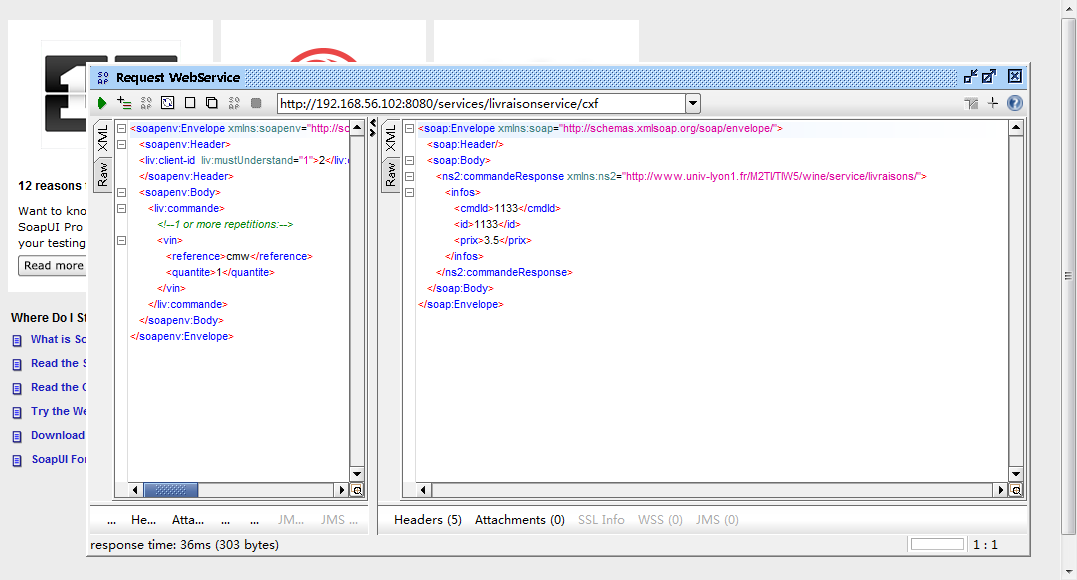 SO
AP
Request WebService
SO
AP
SO
AP
http://192.168.56.102:8080/services/livraisonservice/cxf
XML
Raw
<soapenv:Envelope xmlns:soapenv="http://sc
<soapenv:Header>
<liv:client-id liv:mustUnderstand="1">2</liv:c
</soapenv:Header>
<soapenv:Body>
<liv:commande>
<!--1 or more repetitions:-->
<vin>
<reference>cmw</reference>
<quantite>1</quantite>
</vin>
</liv:commande>
</soapenv:Body>
</soapenv:Envelope>
XML
Raw
<soap:Envelope xmlns:soap="http://schemas.xmlsoap.org/soap/envelope/">
<soap:Header/>
<soap:Body>
<ns2:commandeResponse xmlns:ns2="http://www.univ-lyon1.fr/M2TI/TIW5/wine/service/livraisons/">
<infos>
<cmdId>1133</cmdId>
<id>1133</id>
<prix>3.5</prix>
</infos>
</ns2:commandeResponse>
</soap:Body>
</soap:Envelope>
... He... Atta... ... ... JM... JMS ...
Headers (5) Attachments (0) SSL Info WSS (0) JMS (0)
response time: 36ms (303 bytes)
1 : 1
12 reasons
Want to kno
SoapUI Pro
your testing
Read more
Where Do I St
What is So
Read the S
Read the
Try the We
Download
SoapUI For